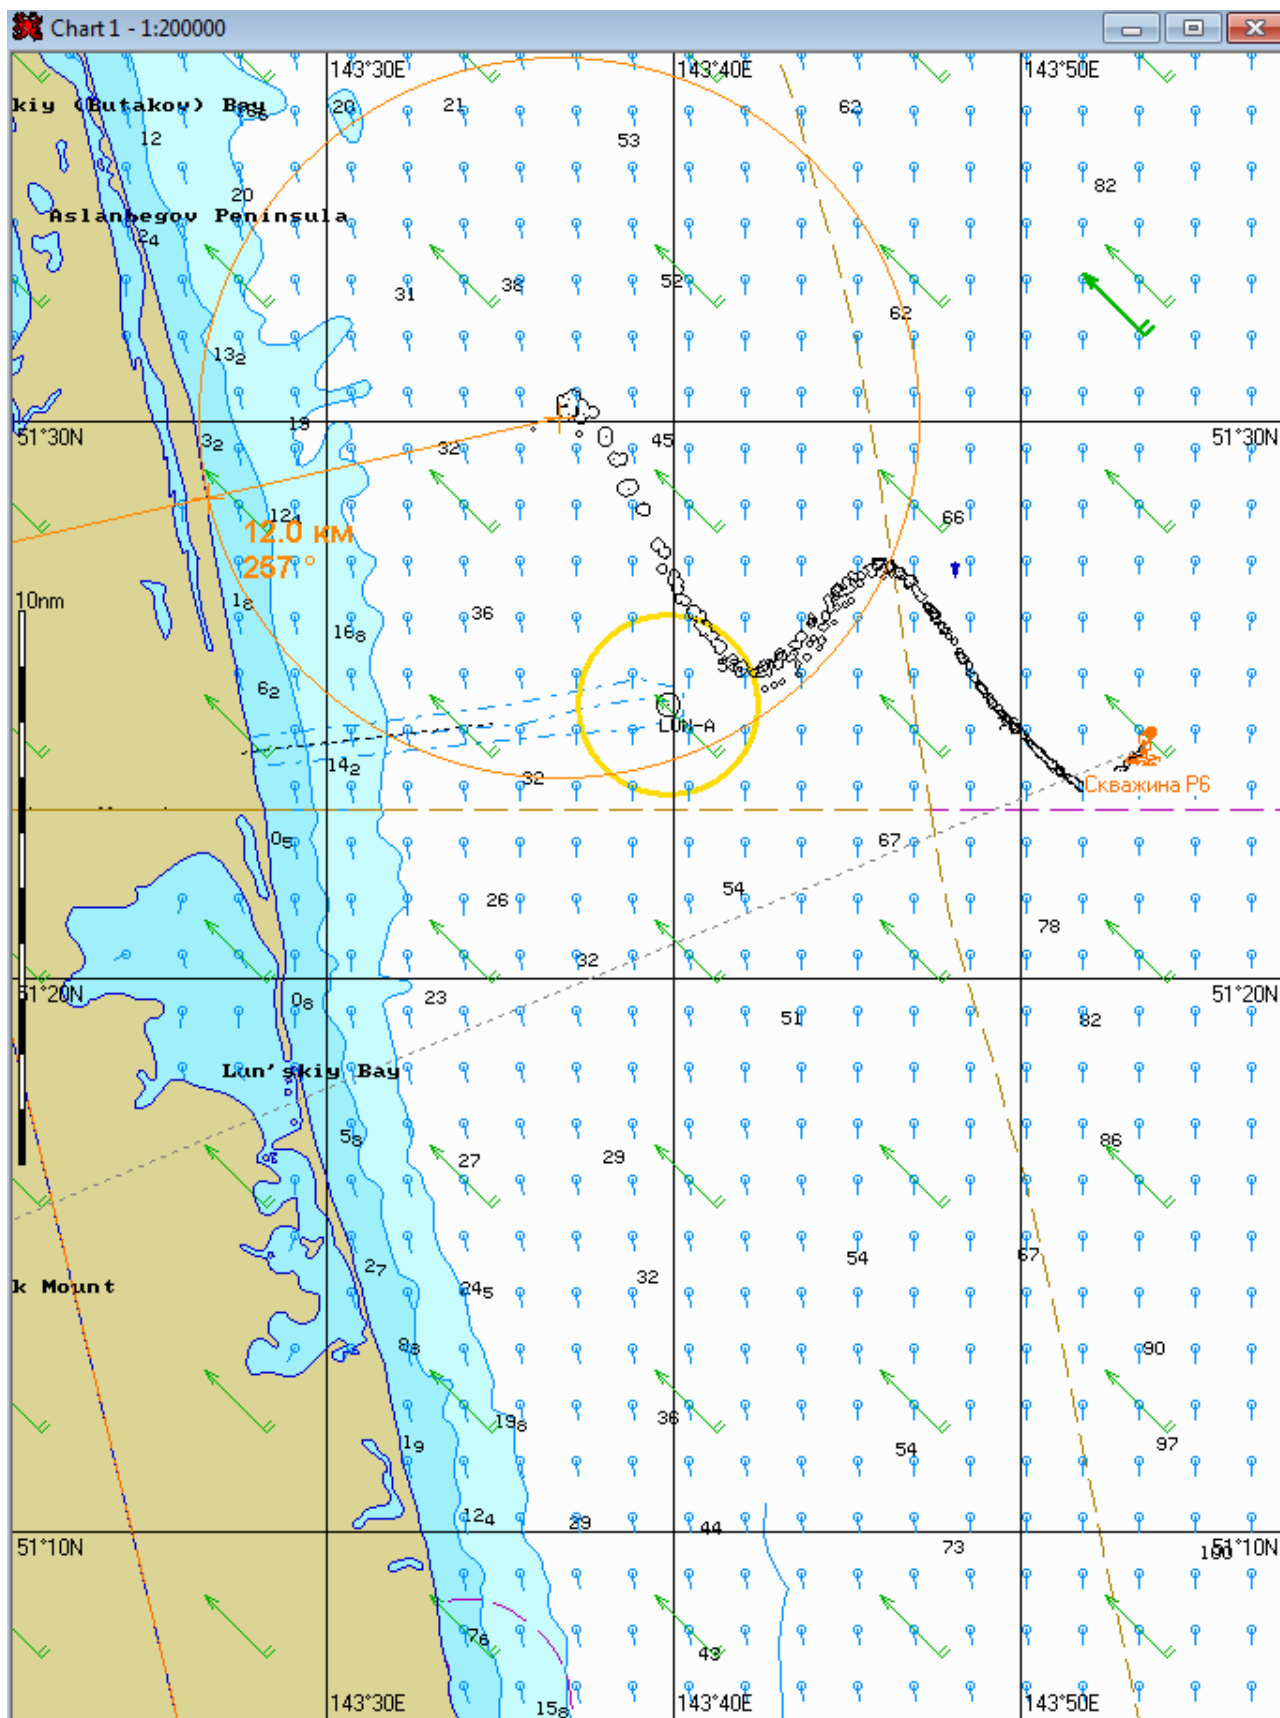 Chart 1 - 1:200000
143°30E
143°40E
143°50E
kiy (Butakov) Bay
20
21
62
12
53
82
20
Aslanbegov Peninsula
24
31
38
52
62
132
19
51°30N
32
32
45
51°30N
124
66
12.0 км
257 °
10nm
18
36
168
62
LUN-A
142
32
Скважина P6
05
67
26
54
78
32
51°20N
08
23
51
82
51°20N
Lun'skiy Bay
58
27
29
86
27
54
67
k Mount
245
32
88
90
198
36
19
54
97
124
29
44
51°10N
73
100
51°10N
76
43
143°30E
158
143°40E
143°50E